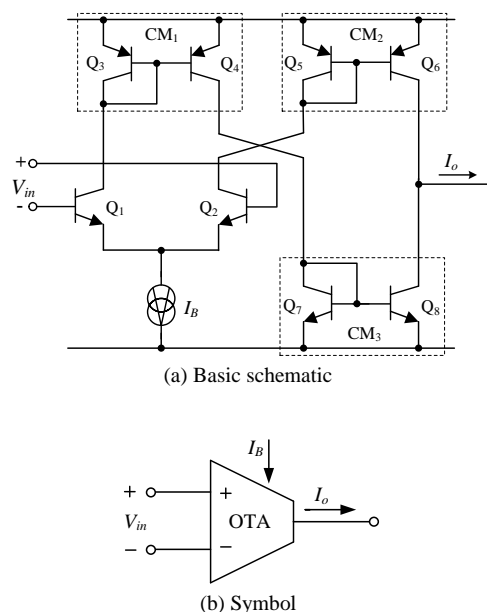 CM1 CM2
Q3 Q4 Q5 Q6
+
Vin
-
Q1 Q2
Io
IB
Q7 Q8
CM3
(a) Basic schematic
IB
+ + Io
Vin OTA
− −
(b) Symbol